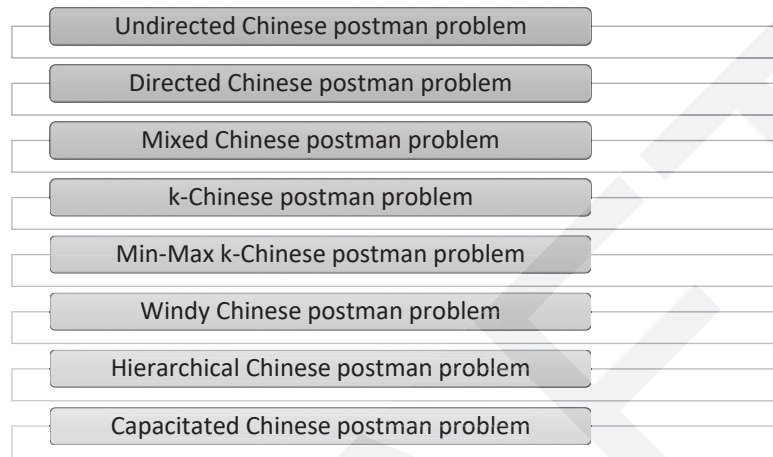 Undirected Chinese postman problem
Directed Chinese postman problem
Mixed Chinese postman problem
k-Chinese postman problem
Min-Max k-Chinese postman problem
Windy Chinese postman problem
Hierarchical Chinese postman problem
Capacitated Chinese postman problem